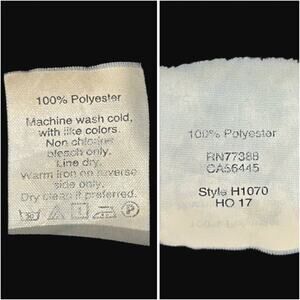 100% Polyester
Machine wash cold,
with like colors.
Non chlorine
bleach only.
Line dry.
Warm iron on reverse
side only.
Dry clean if preferred.
100% Polyester
RN77388
CA56445
Style H1070
HO 17